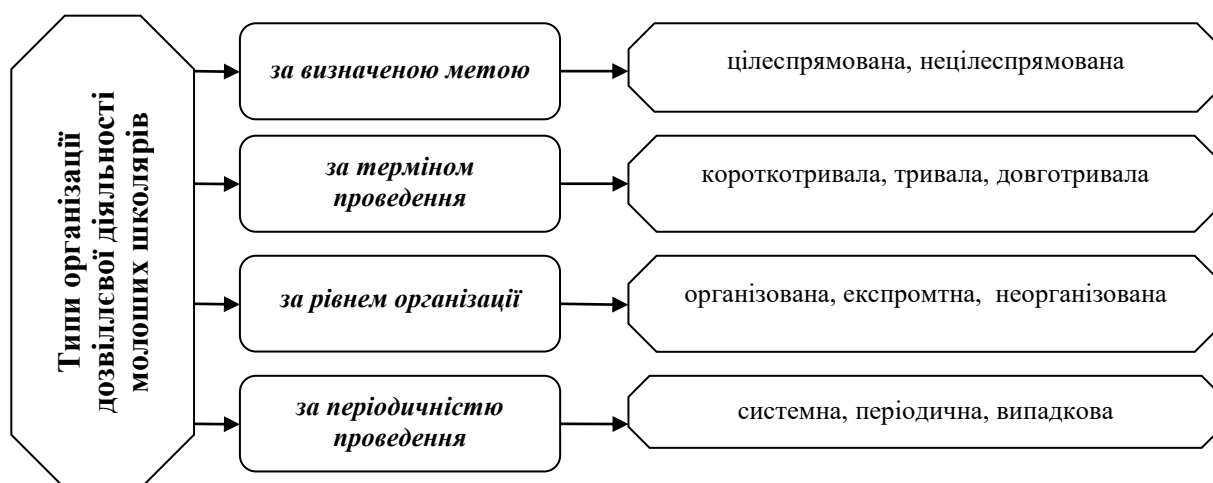 Типи організації
дозвіллєвої діяльності
молоших школярів
за визначеною метою
цілеспрямована, нецілеспрямована
за терміном
проведення
короткотривала, тривала, довготривала
за рівнем організації
організована, експромтна, неорганізована
за періодичністю
проведення
системна, періодична, випадкова